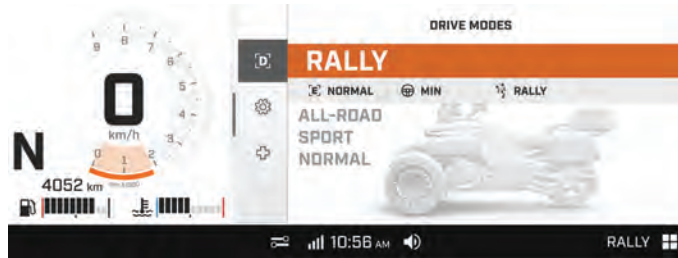 DRIVE MODES
RALLY
[E] NORMAL MIN RALLY
ALL-ROAD
SPORT
NORMAL
[D]
9 8 7 6 5 4 3 2 1 0
0
km/h
N
4052 km
10:56 AM
RALLY